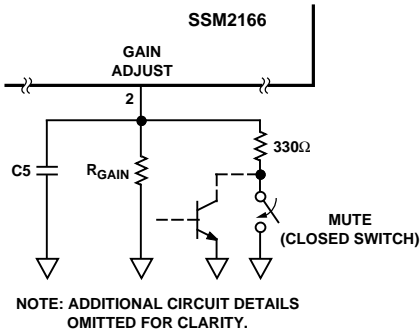 SSM2166
GAIN
ADJUST
2
C5
RGAIN
330Ω
MUTE
(CLOSED SWITCH)
NOTE: ADDITIONAL CIRCUIT DETAILS
OMITTED FOR CLARITY.